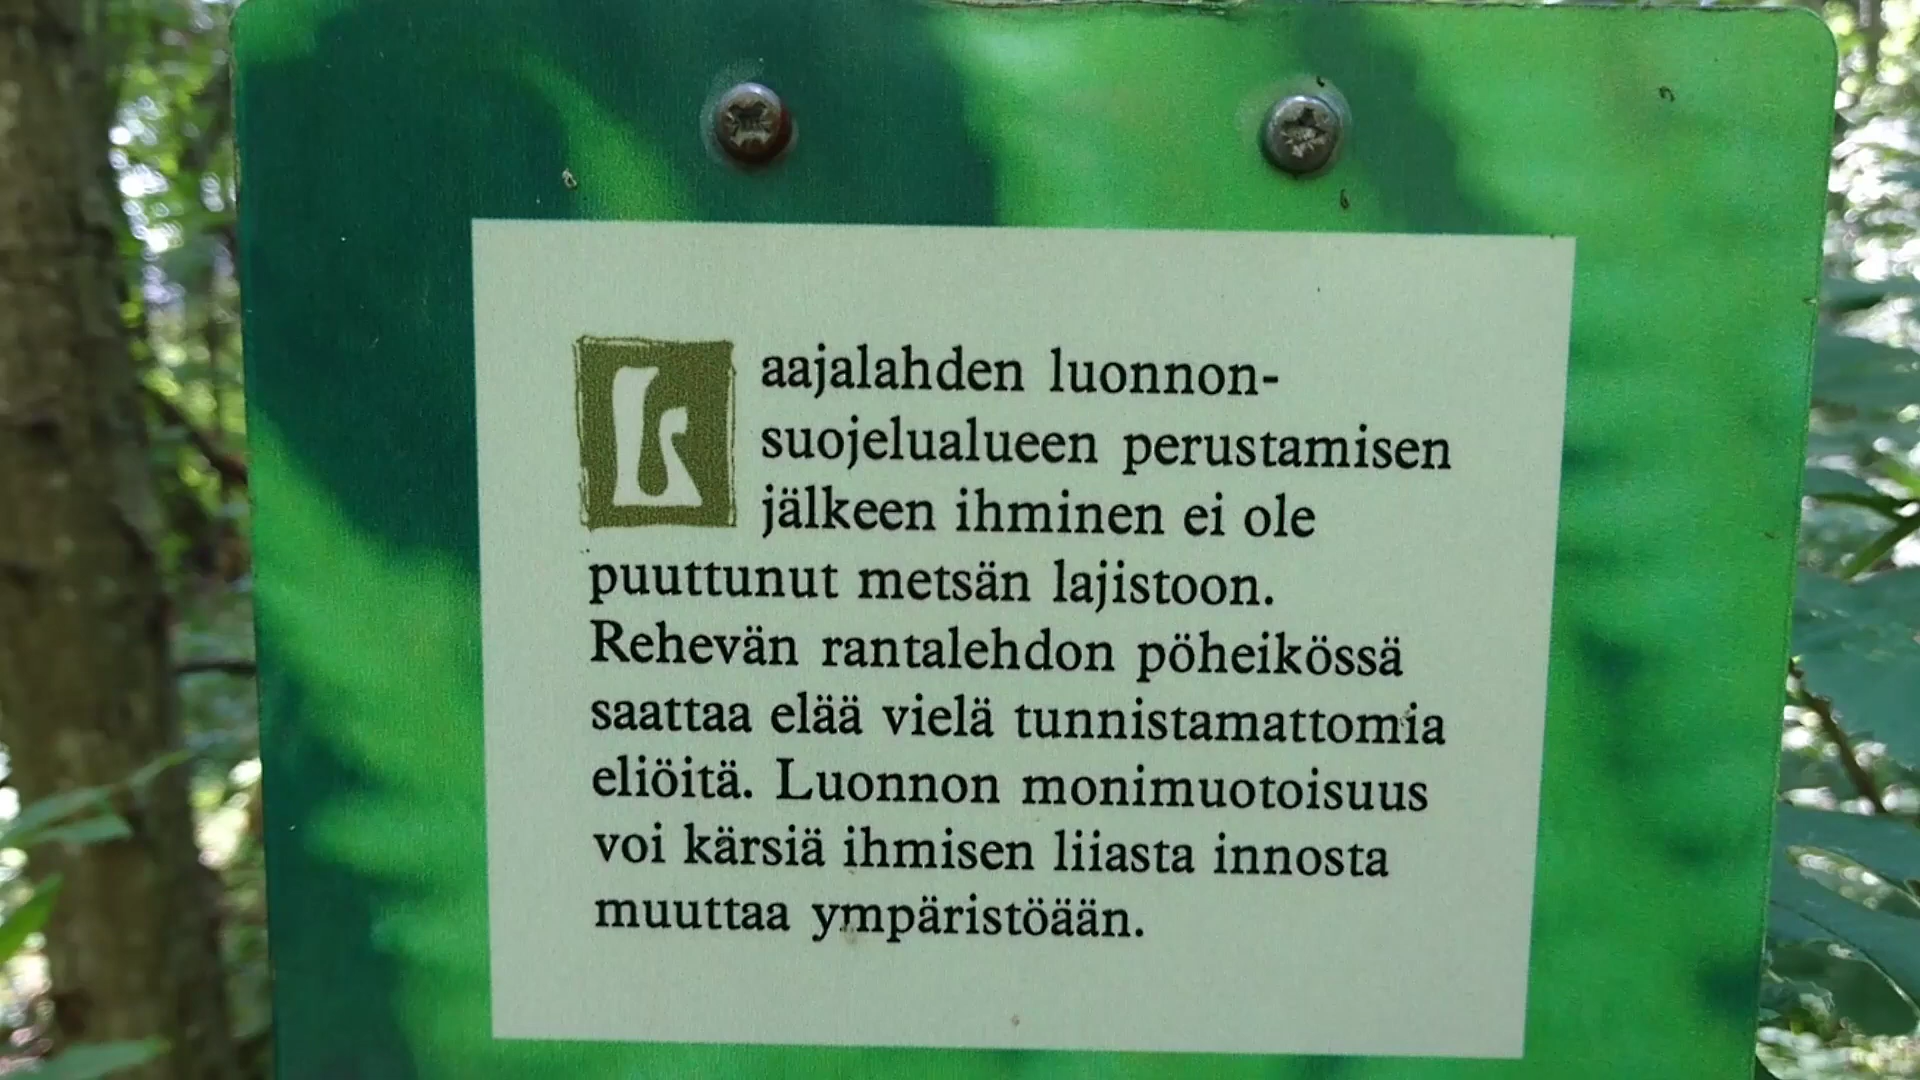 Laajalahden luonnon-
suojelualueen perustamisen
jälkeen ihminen ei ole
puuttunut metsän lajistoon.
Rehevän rantalehdon pöheikössä
saattaa elää vielä tunnistamattomia
eliöitä. Luonnon monimuotoisuus
voi kärsiä ihmisen liiasta innosta
muuttaa ympäristöään.